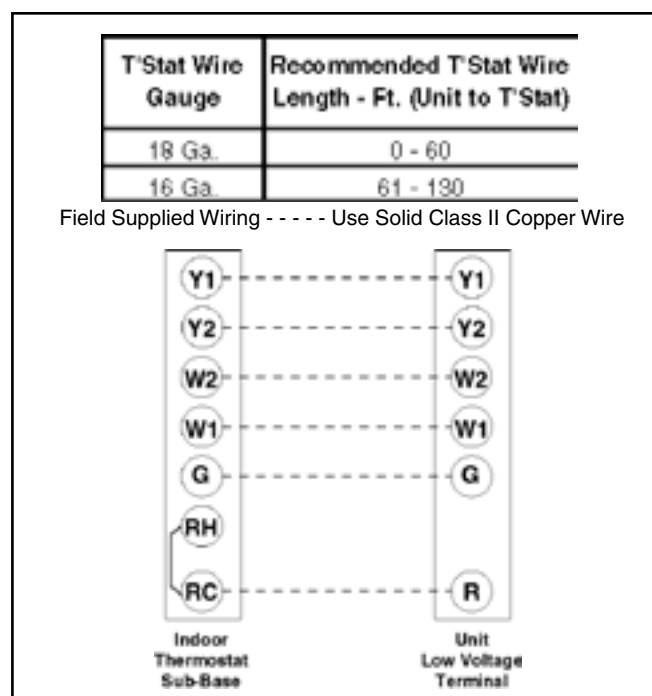 T'Stat Wire Gauge
Recommended T'Stat Wire Length - Ft. (Unit to T'Stat)
18 Ga.
0 - 60
16 Ga.
61 - 130
Field Supplied Wiring - - - - - Use Solid Class II Copper Wire
Y1 Y1
Y2 Y2
W2 W2
W1 W1
G G
RH
RC R
Indoor
Thermostat
Sub-Base
Unit
Low Voltage
Terminal